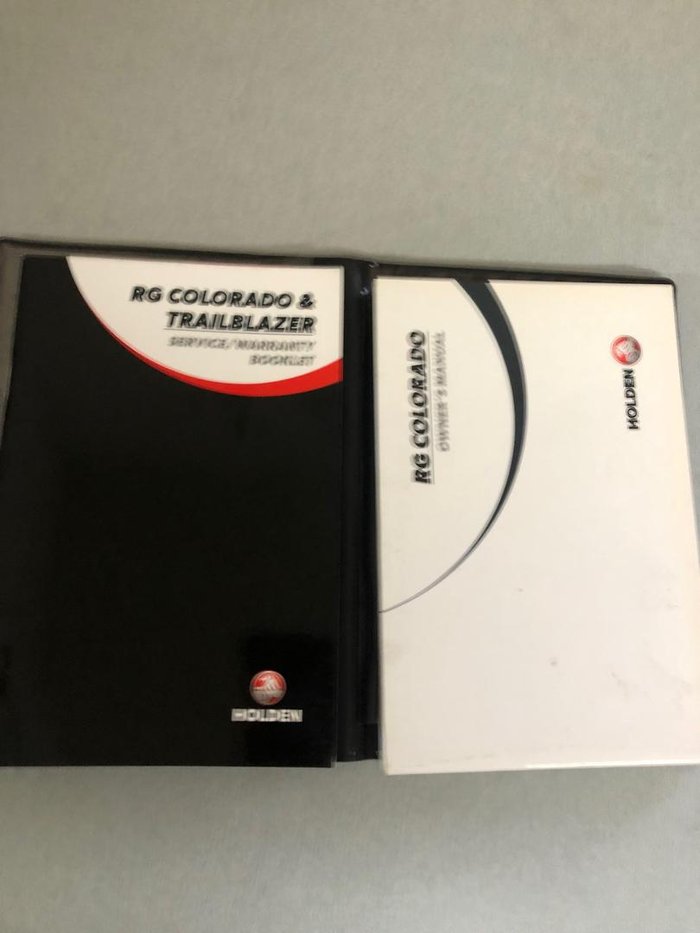 RG COLORADO &
TRAILBLAZER
SERVICE/WARRANTY
BOOKLET
HOLDEN
RG COLORADO
OWNER'S MANUAL
HOLDEN